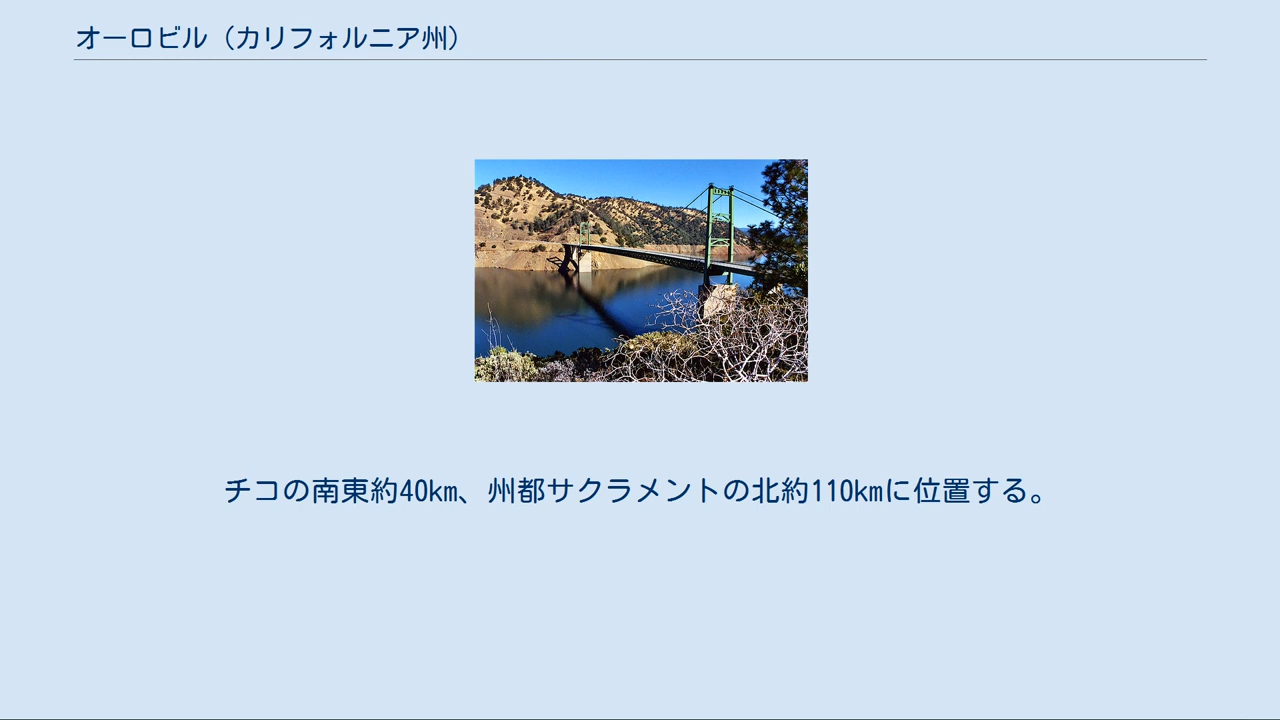 オーロビル（カリフォルニア州）
チコの南東約40km、州都サクラメントの北約110kmに位置する。